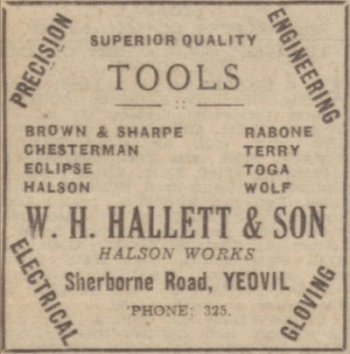 PRECISION
ENGINEERING
SUPERIOR QUALITY
TOOLS
BROWN & SHARPE RABONE
CHESTERMAN TERRY
ECLIPSE TOGA
HALSON WOLF
W. H. HALLETT & SON
HALSON WORKS
Sherborne Road, YEOVIL
'PHONE: 325.
ELECTRICAL
GLOVING